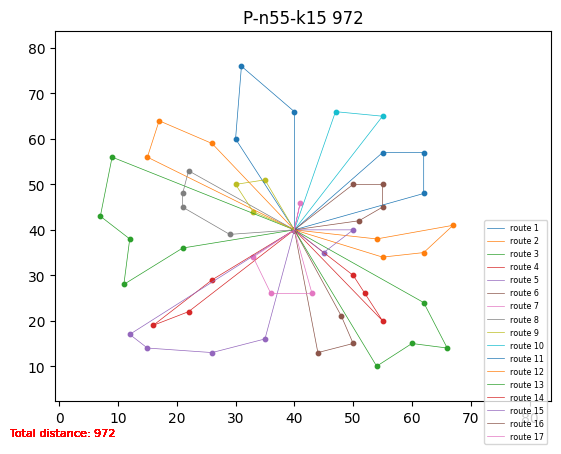 P-n55-k15 972
80
70
60
50
40
30
20
10
0 10 20 30 40 50 60 70 80
route 1
route 2
route 3
route 4
route 5
route 6
route 7
route 8
route 9
route 10
route 11
route 12
route 13
route 14
route 15
route 16
route 17
Total distance: 972